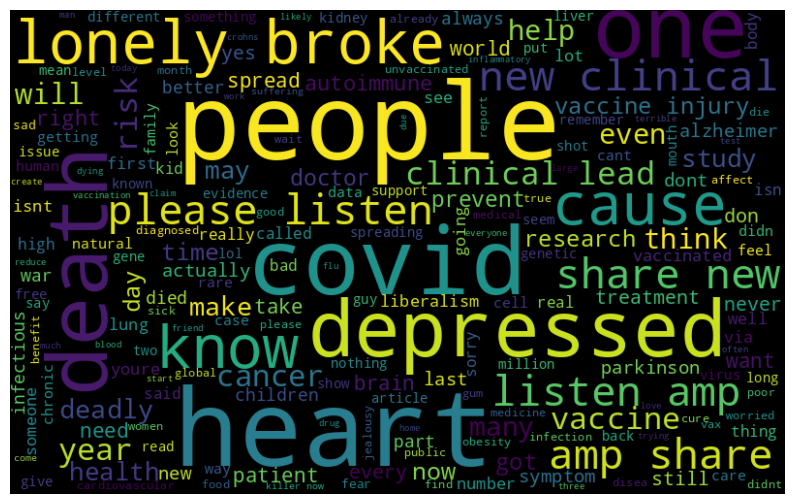 man different something kidney already always help one body
lonely broke yes world put liver
crohns likely
mean level today month inflammatory unvaccinated lot
better spread autoimmune see new clinical
will risk people vaccine injury
right family look work suffering wait due report remember die
sad getting shot cant mouth even alzheimer
issue first kid may doctor clinical lead study
human dying known evidence data support prevent dont affect isn
create vaccination claim true terrible test large
isnt death please listen cause don
diagnosed good medical seem didn
high natural really called spreading everyone going research think
reduce gene time lol flu genetic vaccinated feel
war actually bad covid share new
free say day rare cell real treatment never
died make take guy liberalism
sick friend please
benefit lung case depressed well
much blood two know nothing sorry via often
infectious youre million parkinson want
start global show cancer brain last article virus long
chronic said children listen amp poor
someone deadly drug jealousy gum medicine cure love worried
need women home heart many vaccine vax trying thing
year read part obesity infection back
come health new way patient every public now got amp share
give cardiovascular food killer now fear find number symptom three still disea care didnt